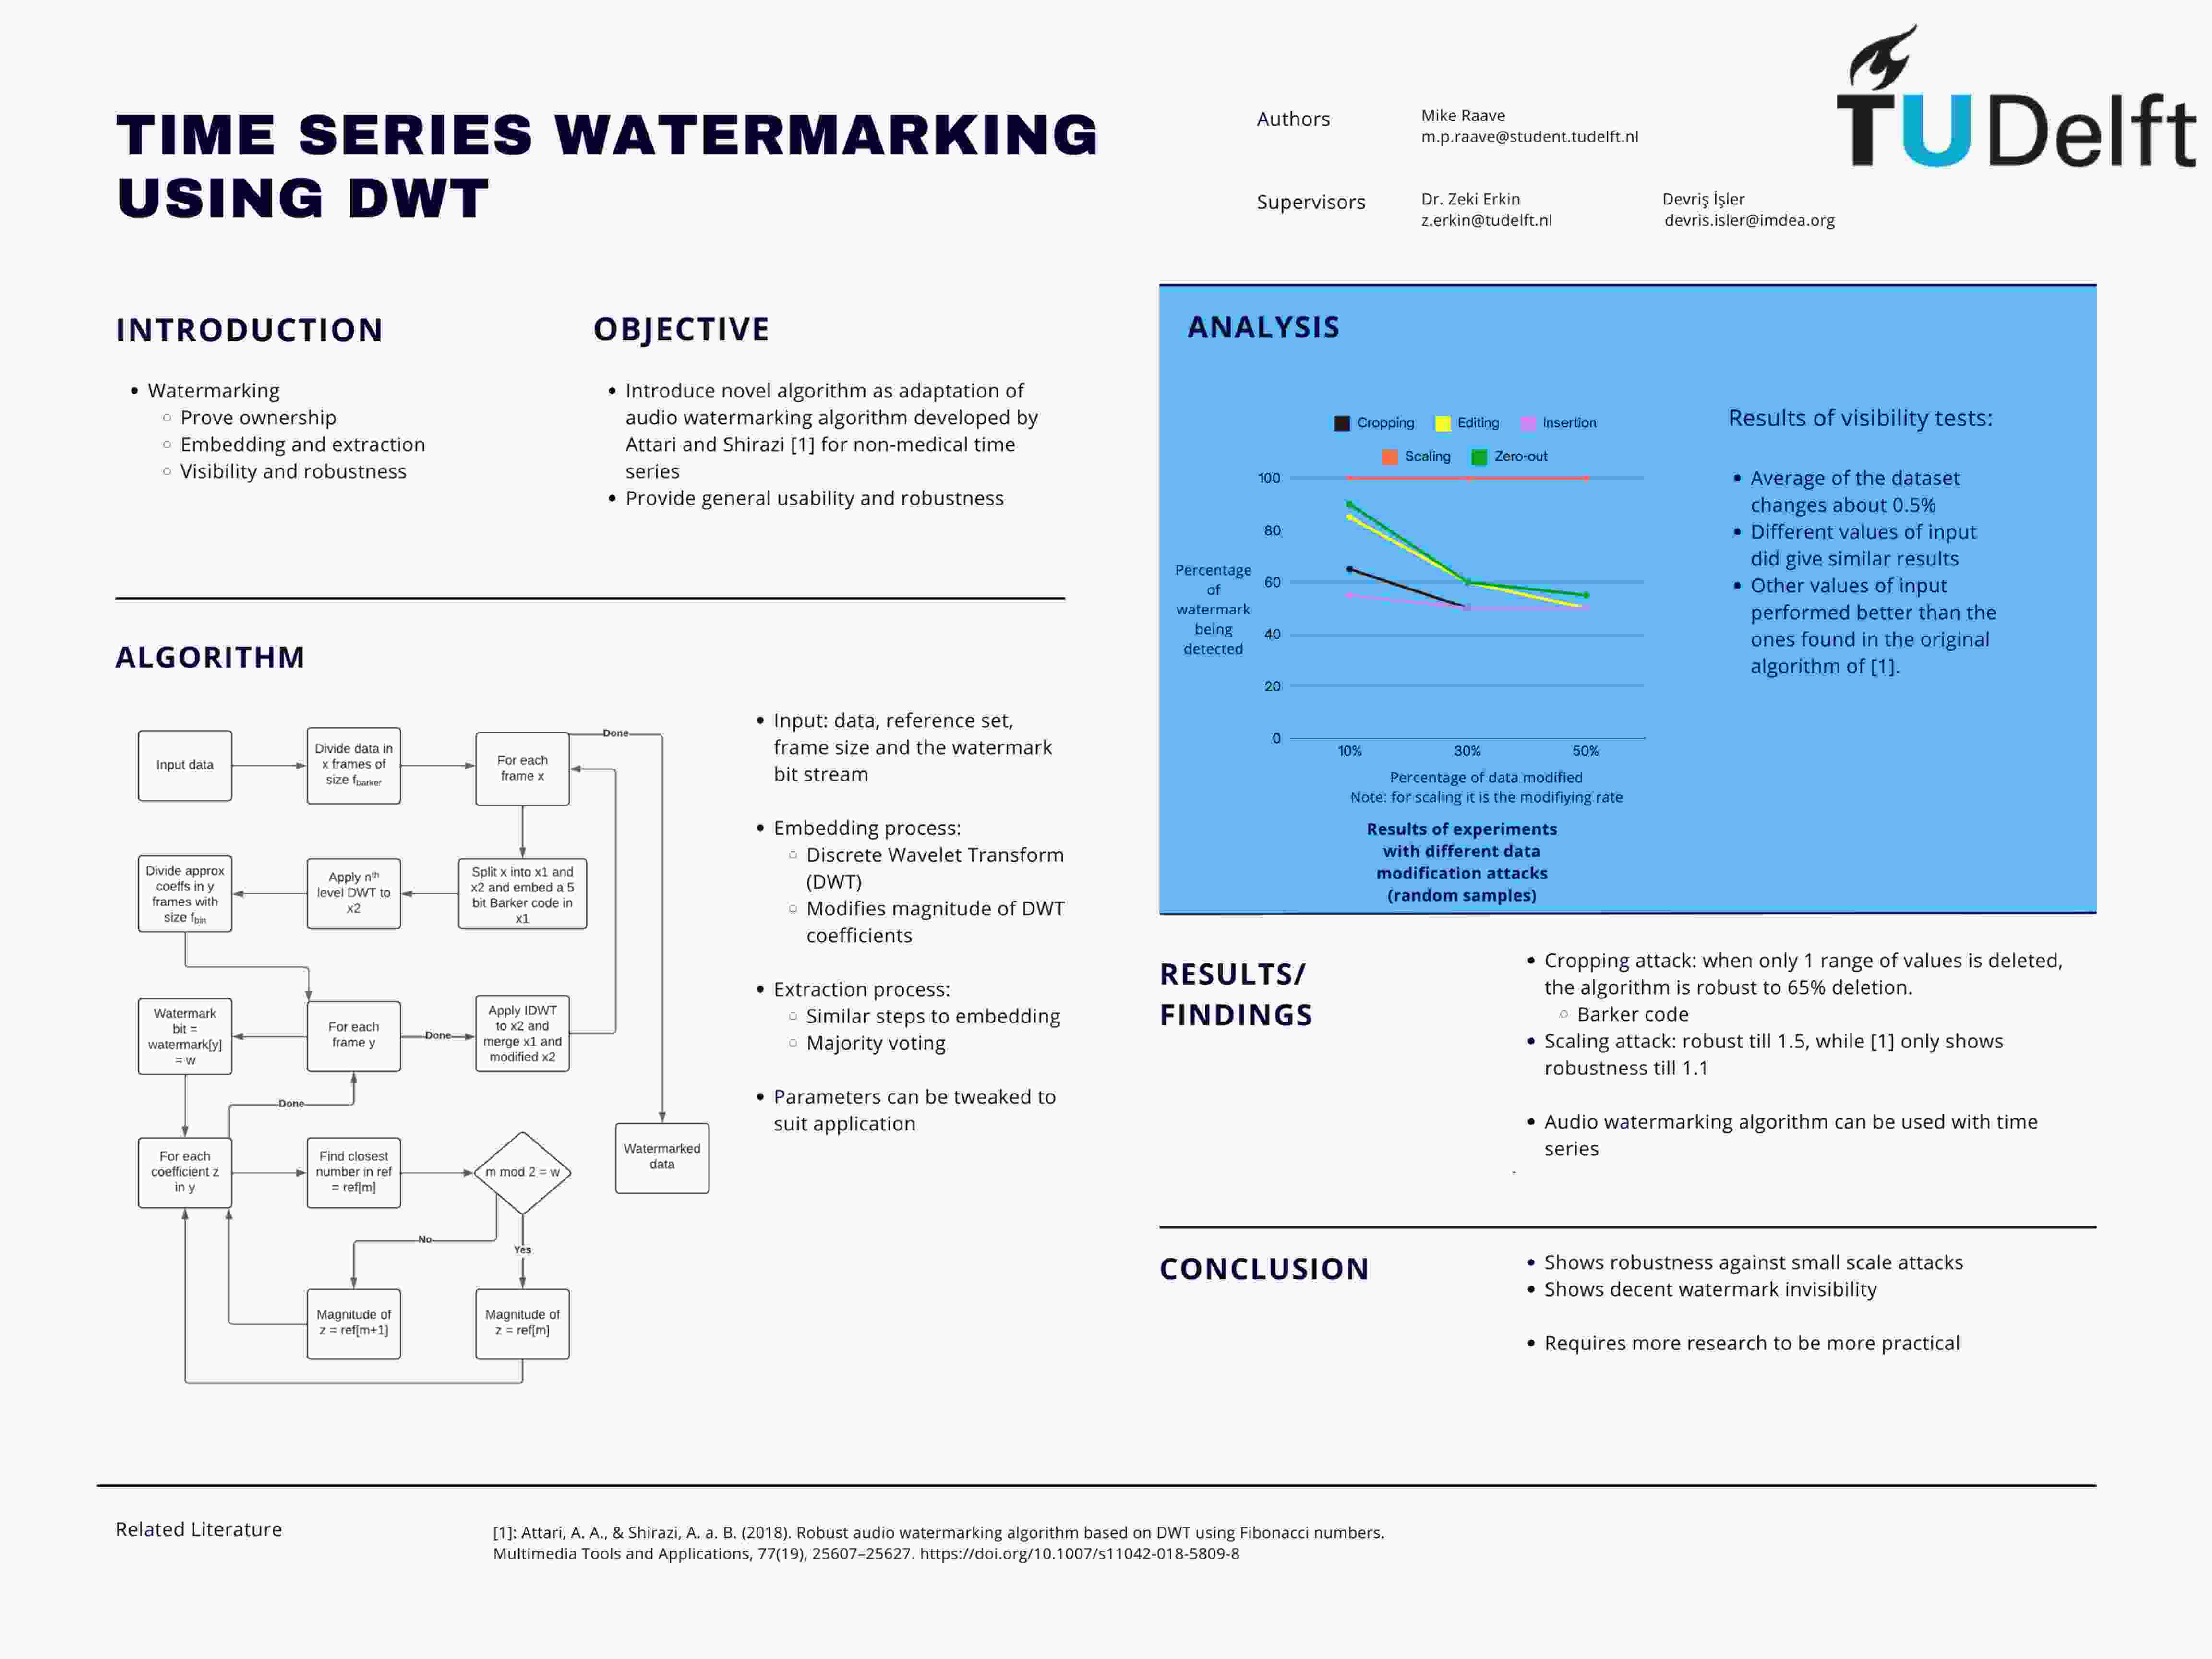 TIME SERIES WATERMARKING
USING DWT
Authors
Mike Raave
m.p.raave@student.tudelft.nl
Supervisors
Dr. Zeki Erkin
z.erkin@tudelft.nl
Devriş İşler
devris.isler@imdea.org
TUDelft
INTRODUCTION
• Watermarking
○ Prove ownership
○ Embedding and extraction
○ Visibility and robustness
OBJECTIVE
• Introduce novel algorithm as adaptation of
audio watermarking algorithm developed by
Attari and Shirazi [1] for non-medical time
series
• Provide general usability and robustness
ALGORITHM
Input data
Divide data in
x frames of
size fbarker
For each
frame x
Done
Divide approx
coeffs in y
frames with
size fbin
Apply nth
level DWT to
x2
Split x into x1 and
x2 and embed a 5
bit Barker code in
x1
Watermark
bit =
watermark[y]
= w
For each
frame y
Done
Apply IDWT
to x2 and
merge x1 and
modified x2
Done
For each
coefficient z
in y
Find closest
number in ref
= ref[m]
m mod 2 = w
Watermarked
data
No
Yes
Magnitude of
z = ref[m+1]
Magnitude of
z = ref[m]
• Input: data, reference set,
frame size and the watermark
bit stream
• Embedding process:
○ Discrete Wavelet Transform
(DWT)
○ Modifies magnitude of DWT
coefficients
• Extraction process:
○ Similar steps to embedding
○ Majority voting
• Parameters can be tweaked to
suit application
ANALYSIS
Cropping Editing Insertion
Scaling Zero-out
100
80
60
40
20
0
Percentage
of
watermark
being
detected
10% 30% 50%
Percentage of data modified
Note: for scaling it is the modifiying rate
Results of experiments
with different data
modification attacks
(random samples)
Results of visibility tests:
• Average of the dataset
changes about 0.5%
• Different values of input
did give similar results
• Other values of input
performed better than the
ones found in the original
algorithm of [1].
RESULTS/
FINDINGS
• Cropping attack: when only 1 range of values is deleted,
the algorithm is robust to 65% deletion.
○ Barker code
• Scaling attack: robust till 1.5, while [1] only shows
robustness till 1.1
• Audio watermarking algorithm can be used with time
series
-
CONCLUSION
• Shows robustness against small scale attacks
• Shows decent watermark invisibility
• Requires more research to be more practical
Related Literature
[1]: Attari, A. A., & Shirazi, A. a. B. (2018). Robust audio watermarking algorithm based on DWT using Fibonacci numbers.
Multimedia Tools and Applications, 77(19), 25607–25627. https://doi.org/10.1007/s11042-018-5809-8